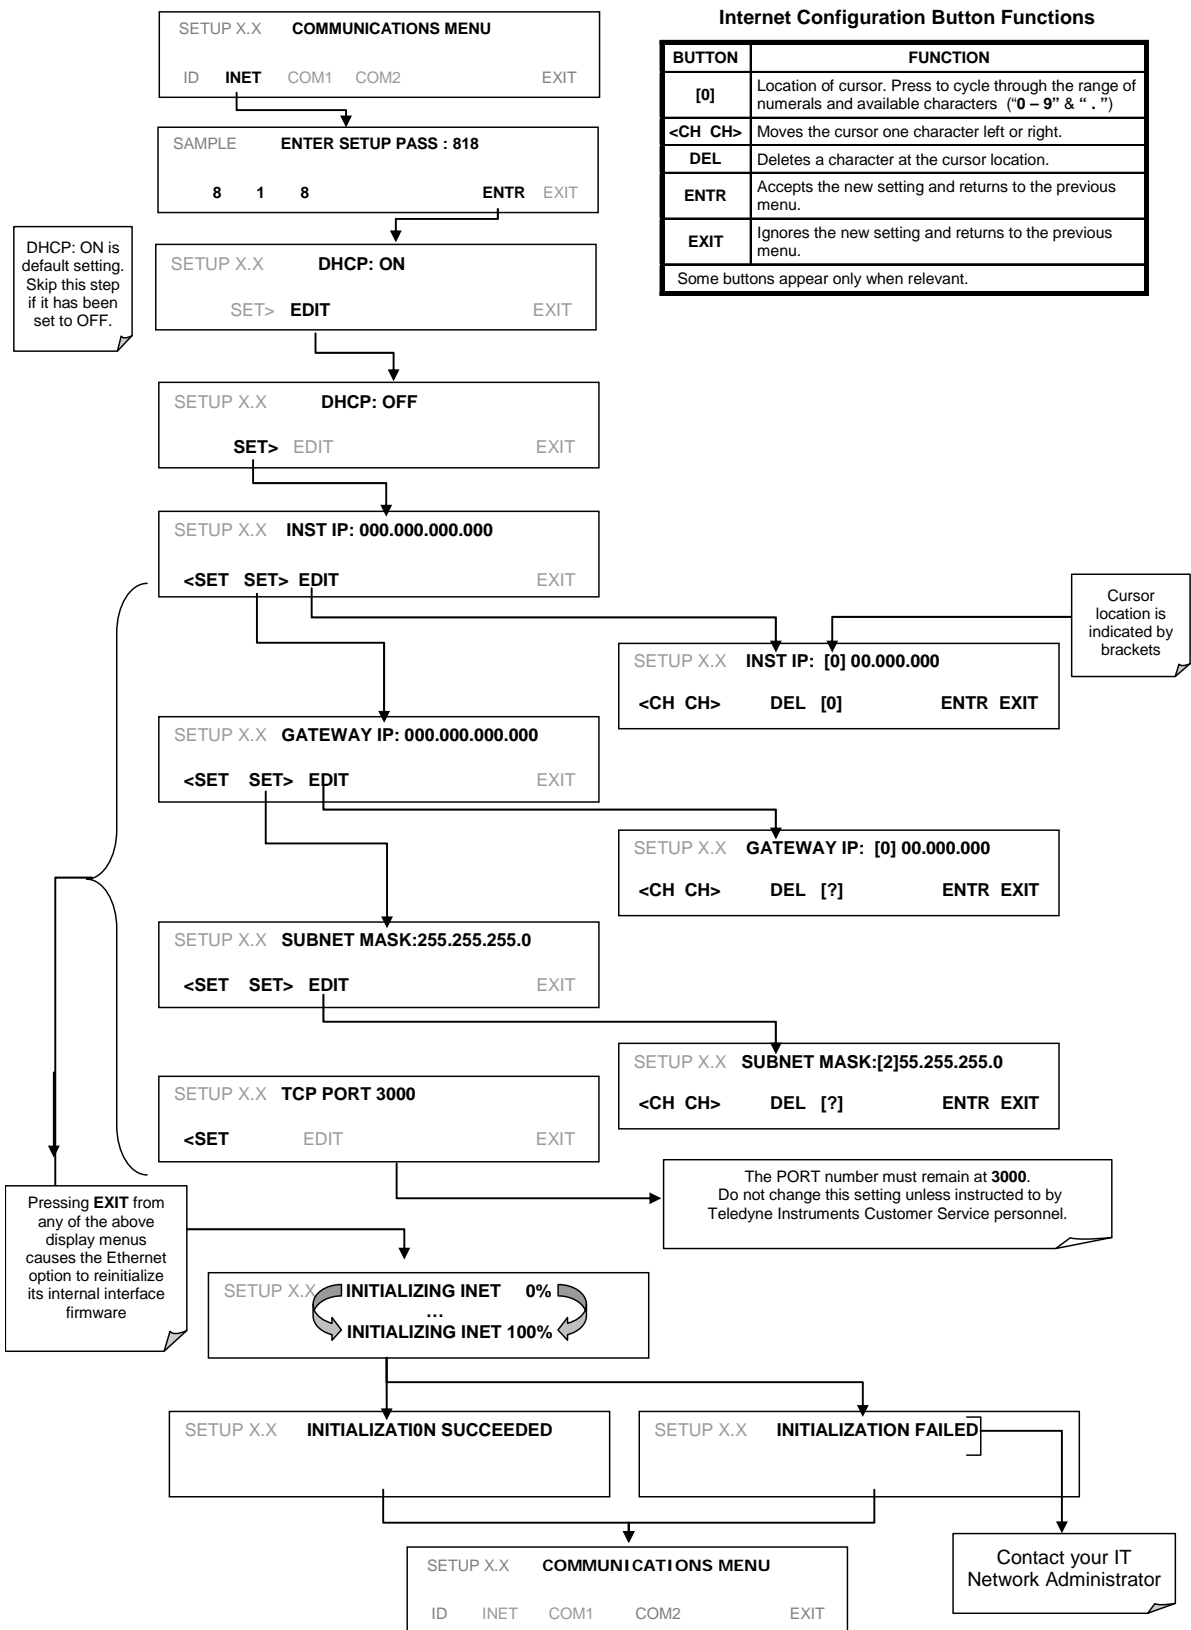 SETUP X.X COMMUNICATIONS MENU
ID INET COM1 COM2 EXIT
Internet Configuration Button Functions
BUTTON FUNCTION
[0] Location of cursor. Press to cycle through the range of
numerals and available characters (“0 – 9” & “ . ”)
<CH CH> Moves the cursor one character left or right.
DEL Deletes a character at the cursor location.
ENTR Accepts the new setting and returns to the previous
menu.
EXIT Ignores the new setting and returns to the previous
menu.
Some buttons appear only when relevant.
SAMPLE ENTER SETUP PASS : 818
8 1 8 ENTR EXIT
DHCP: ON is
default setting.
Skip this step
if it has been
set to OFF.
SETUP X.X DHCP: ON
SET> EDIT EXIT
SETUP X.X DHCP: OFF
SET> EDIT EXIT
SETUP X.X INST IP: 000.000.000.000
<SET SET> EDIT EXIT
Cursor
location is
indicated by
brackets
SETUP X.X INST IP: [0] 00.000.000
<CH CH> DEL [0] ENTR EXIT
SETUP X.X GATEWAY IP: 000.000.000.000
<SET SET> EDIT EXIT
SETUP X.X GATEWAY IP: [0] 00.000.000
<CH CH> DEL [?] ENTR EXIT
SETUP X.X SUBNET MASK:255.255.255.0
<SET SET> EDIT EXIT
SETUP X.X SUBNET MASK:[2]55.255.255.0
<CH CH> DEL [?] ENTR EXIT
SETUP X.X TCP PORT 3000
<SET EDIT EXIT
The PORT number must remain at 3000.
Do not change this setting unless instructed to by
Teledyne Instruments Customer Service personnel.
Pressing EXIT from
any of the above
display menus
causes the Ethernet
option to reinitialize
its internal interface
firmware
SETUP X.X INITIALIZING INET 0%
…
INITIALIZING INET 100%
SETUP X.X INITIALIZATI0N SUCCEEDED
SETUP X.X INITIALIZATION FAILED
Contact your IT
Network Administrator
SETUP X.X COMMUNICATIONS MENU
ID INET COM1 COM2 EXIT